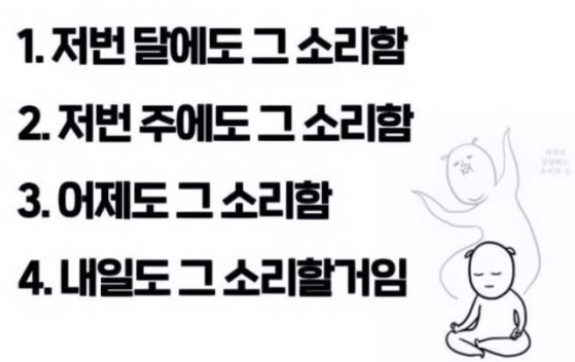 1. 저번 달에도 그 소리함
2. 저번 주에도 그 소리함
3. 어제도 그 소리함
4. 내일도 그 소리할거임